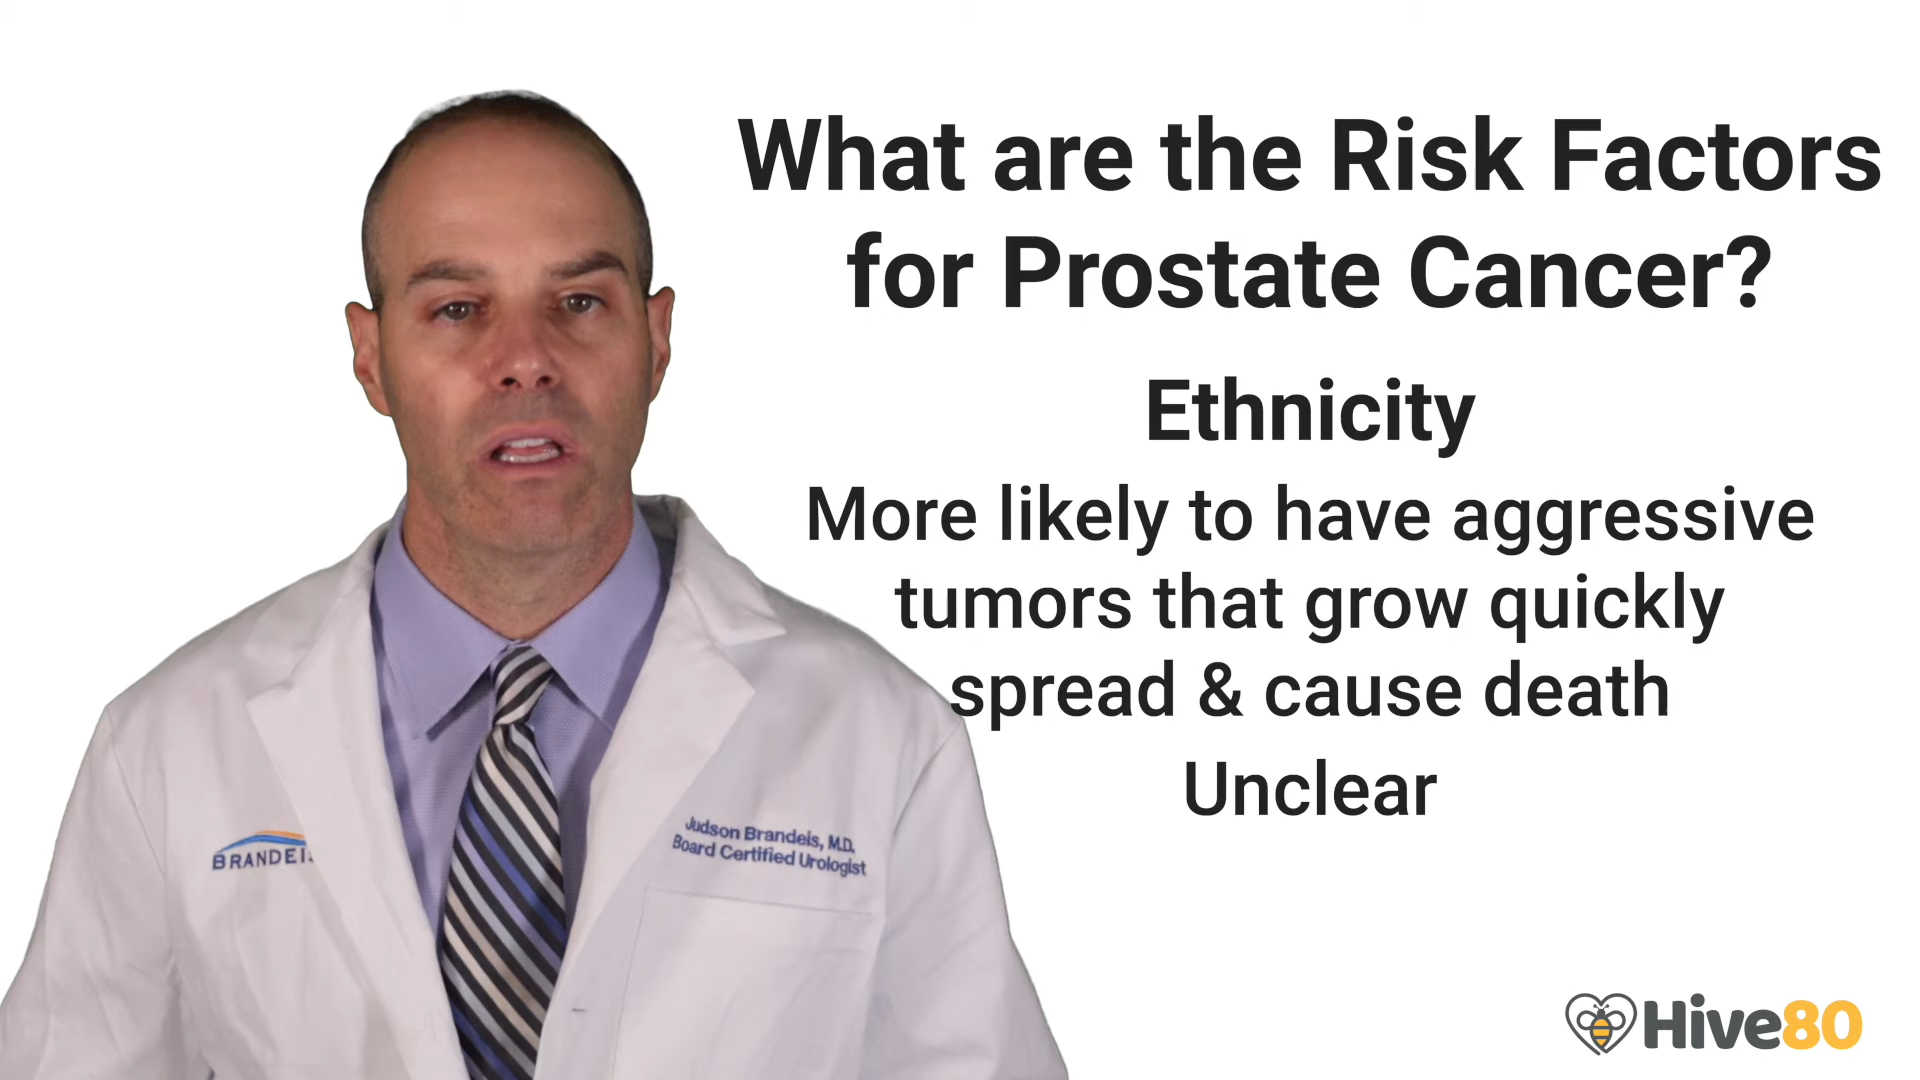 What are the Risk Factors
for Prostate Cancer?
Ethnicity
More likely to have aggressive
tumors that grow quickly
spread & cause death
Unclear
Judson Brandeis, M.D.
Board Certified Urologist
BRANDEIS
Hive80